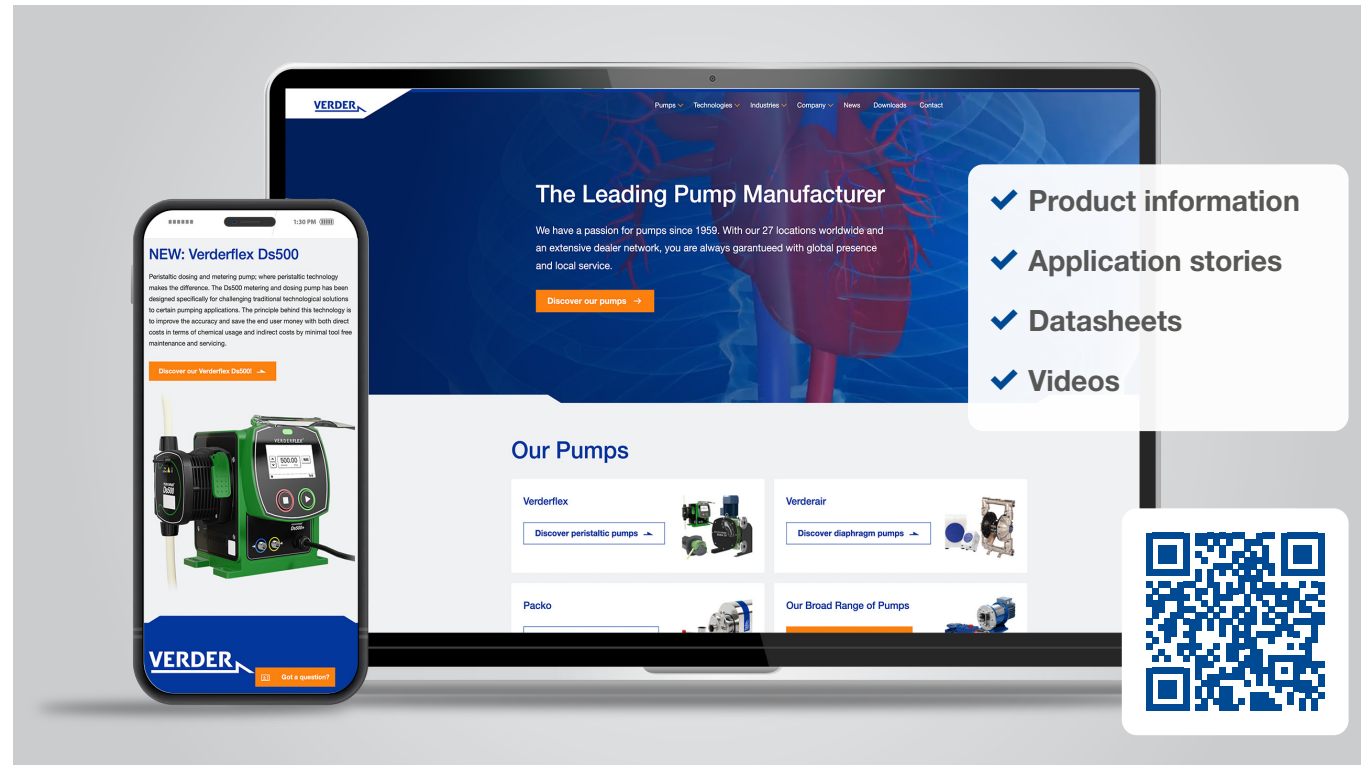 VERDER
Pumps Technologies Industries Company News Downloads Contact
The Leading Pump Manufacturer
We have a passion for pumps since 1959. With our 27 locations worldwide and
an extensive dealer network, you are always garantueed with global presence
and local service.
Discover our pumps
Product information
Application stories
Datasheets
Videos
1:30 PM
NEW: Verderflex Ds500
Peristaltic dosing and metering pump; where peristaltic technology
makes the difference. The Ds500 metering and dosing pump has been
designed specifically for challenging traditional technological solutions
to certain pumping applications. The principle behind this technology is
to improve the accuracy and save the end user money with both direct
costs in terms of chemical usage and indirect costs by minimal tool free
maintenance and servicing.
Discover our Verderflex Ds500!
VERDERFLEX
500.00
Ds500
Ds500+
VERDER
Got a question?
Our Pumps
Verderflex
Discover peristaltic pumps
Verderair
Discover diaphragm pumps
Packo
Our Broad Range of Pumps